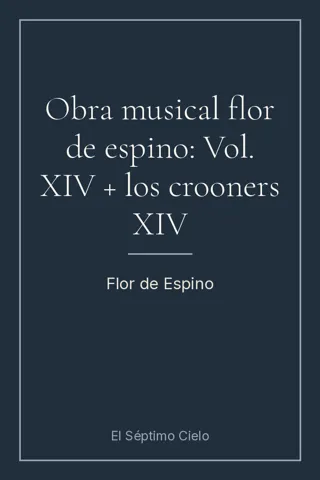 Obra musical flor
de espino: Vol.
XIV + los crooners
XIV
Flor de Espino
El Séptimo Cielo